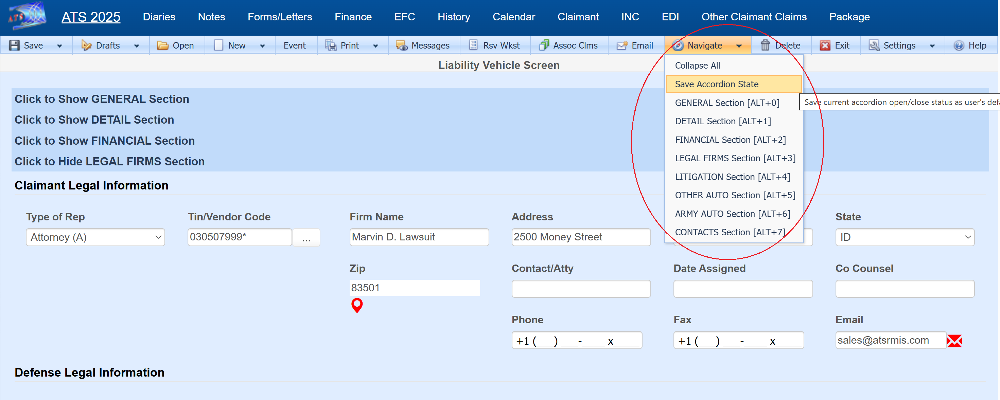 ATS ATS 2025 Diaries Notes Forms/Letters Finance EFC History Calendar Claimant INC EDI Other Claimant Claims Package
Save Drafts Open New Event Print Messages Rsv Wkst Assoc Clms Email Navigate Delete Exit Settings Help
Liability Vehicle Screen
Collapse All
Save Accordion State
GENERAL Section [ALT+0]
DETAIL Section [ALT+1]
FINANCIAL Section [ALT+2]
LEGAL FIRMS Section [ALT+3]
LITIGATION Section [ALT+4]
OTHER AUTO Section [ALT+5]
ARMY AUTO Section [ALT+6]
CONTACTS Section [ALT+7]
Save current accordion open/close status as user's
Click to Show GENERAL Section
Click to Show DETAIL Section
Click to Show FINANCIAL Section
Click to Hide LEGAL FIRMS Section
Claimant Legal Information
Type of Rep Tin/Vendor Code Firm Name Address State
Attorney (A) 030507999* ... Marvin D. Lawsuit 2500 Money Street ID
Zip Contact/Atty Date Assigned Co Counsel
83501
Phone Fax Email
+1 (___) ___-____ x_____ +1 (___) ___-____ x_____ sales@atsrmis.com
Defense Legal Information